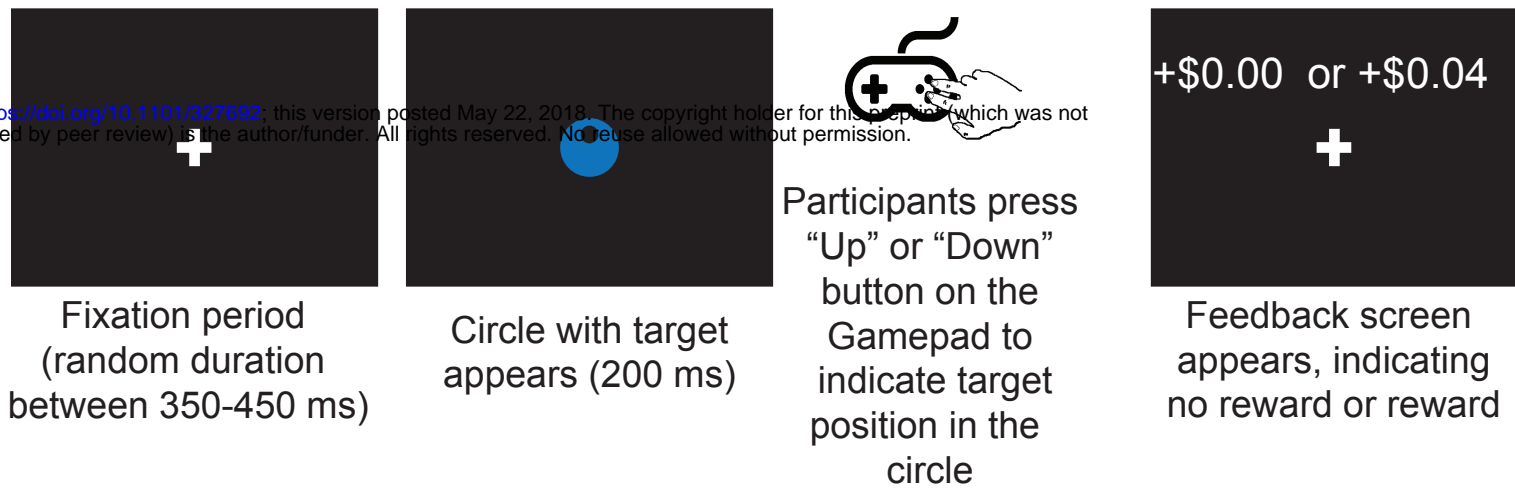 +$0.00 or +$0.04
os://doi.org/10.1101/327692; this version posted May 22, 2018. The copyright holder for this preprint (which was not
ed by peer review) is the author/funder. All rights reserved. No reuse allowed without permission.
Fixation period
(random duration
between 350-450 ms)
Circle with target
appears (200 ms)
Participants press
“Up” or “Down”
button on the
Gamepad to
indicate target
position in the
circle
Feedback screen
appears, indicating
no reward or reward